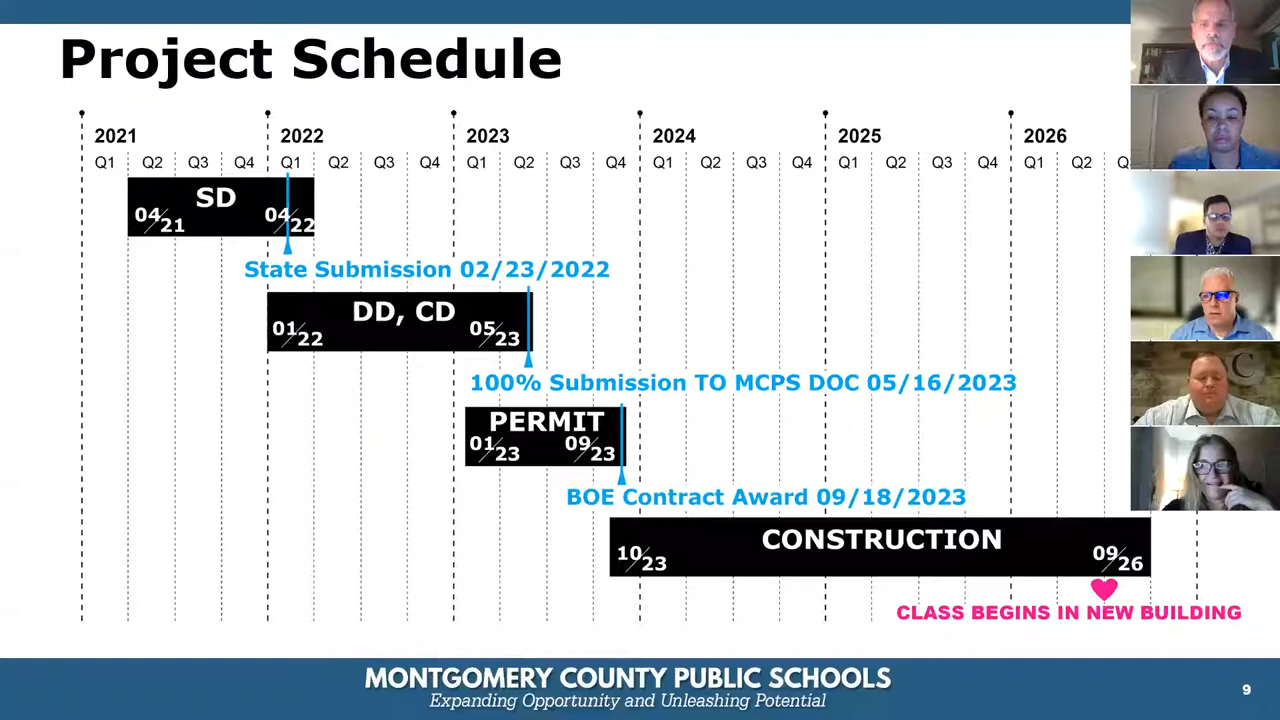 Project Schedule
2021 2022 2023 2024 2025 2026
Q1 Q2 Q3 Q4 Q1 Q2 Q3 Q4 Q1 Q2 Q3 Q4 Q1 Q2 Q3 Q4 Q1 Q2 Q3 Q4 Q1 Q2
SD
04/21 04/22
State Submission 02/23/2022
DD, CD
01/22 05/23
100% Submission TO MCPS DOC 05/16/2023
PERMIT
01/23 09/23
BOE Contract Award 09/18/2023
CONSTRUCTION
10/23 09/26
CLASS BEGINS IN NEW BUILDING
MONTGOMERY COUNTY PUBLIC SCHOOLS
Expanding Opportunity and Unleashing Potential
9
C